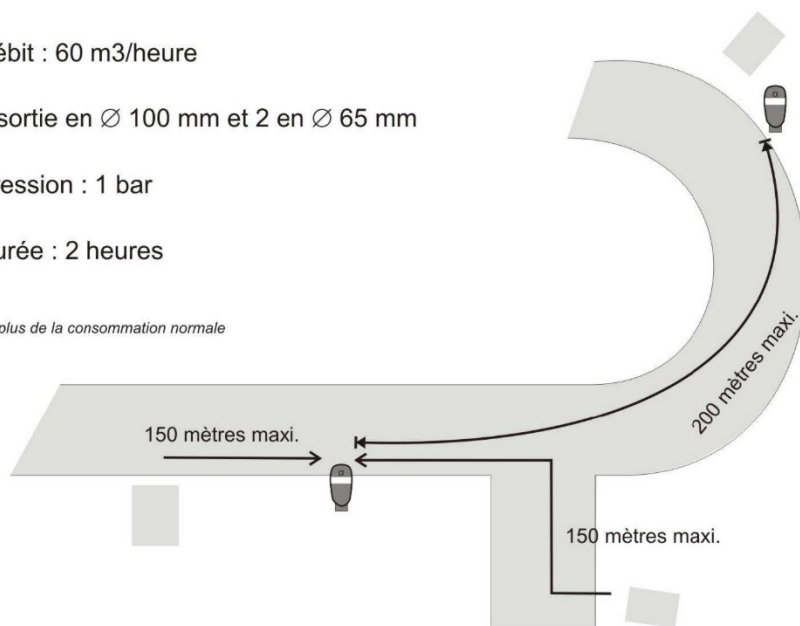 ébit : 60 m3/heure
sortie en ∅ 100 mm et 2 en ∅ 65 mm
ession : 1 bar
urée : 2 heures
plus de la consommation normale
200 mètres maxi.
150 mètres maxi.
150 mètres maxi.